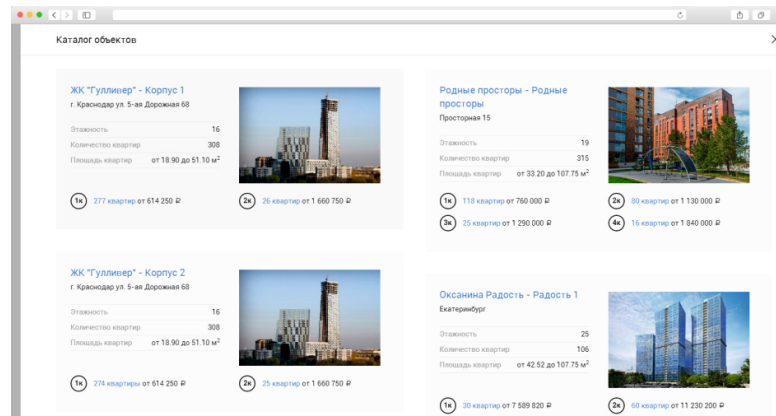 Каталог объектов
ЖК "Гулливер" - Корпус 1
г. Краснодар ул. 5-ая Дорожная 68
Этажность 16
Количество квартир 308
Площадь квартир от 18.90 до 51.10 м²
1к 277 квартир от 614 250 ₽
2к 26 квартир от 1 660 750 ₽
Родные просторы - Родные
просторы
Просторная 15
Этажность 19
Количество квартир 315
Площадь квартир от 33.20 до 107.75 м²
1к 118 квартир от 760 000 ₽
2к 80 квартир от 1 130 000 ₽
3к 25 квартир от 1 290 000 ₽
4к 16 квартир от 1 840 000 ₽
ЖК "Гулливер" - Корпус 2
г. Краснодар ул. 5-ая Дорожная 68
Этажность 16
Количество квартир 308
Площадь квартир от 18.90 до 51.10 м²
1к 274 квартиры от 614 250 ₽
2к 25 квартир от 1 660 750 ₽
Оксанина Радость - Радость 1
Екатеринбург
Этажность 25
Количество квартир 106
Площадь квартир от 42.52 до 107.75 м²
1к 30 квартир от 7 589 820 ₽
2к 60 квартир от 11 230 200 ₽